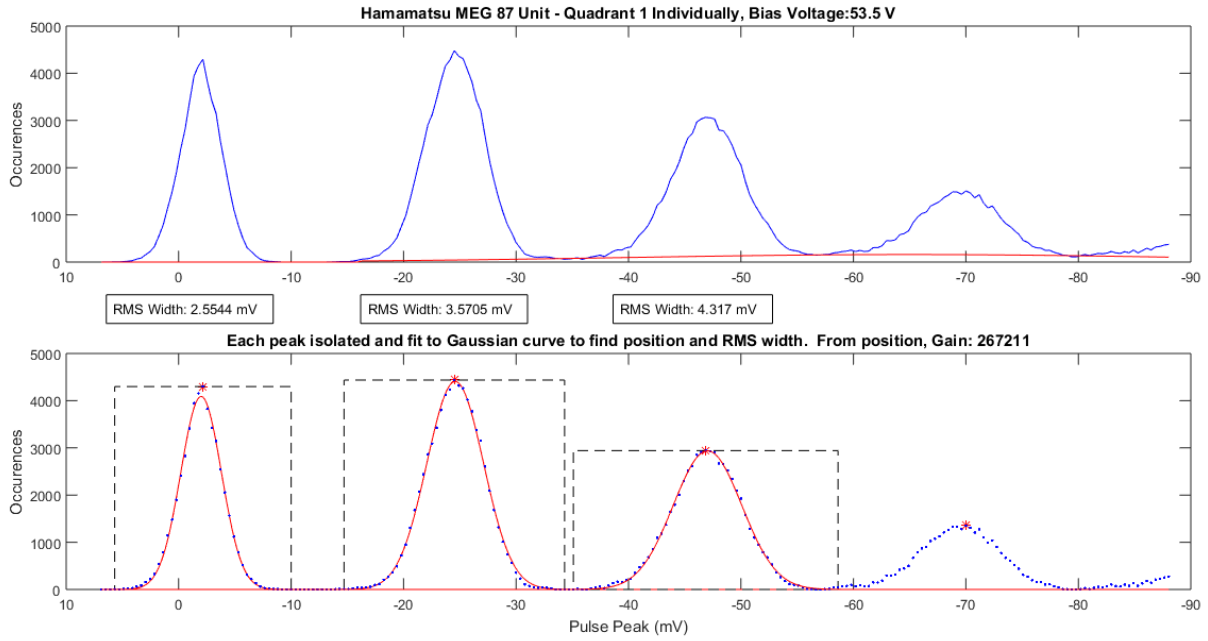 Hamamatsu MEG 87 Unit - Quadrant 1 Individually, Bias Voltage:53.5 V
5000
4000
3000
2000
1000
0
Occurences
10 0 -10 -20 -30 -40 -50 -60 -70 -80 -90
RMS Width: 2.5544 mV
RMS Width: 3.5705 mV
RMS Width: 4.317 mV
Each peak isolated and fit to Gaussian curve to find position and RMS width.  From position, Gain: 267211
5000
4000
3000
2000
1000
0
Occurences
10 0 -10 -20 -30 -40 -50 -60 -70 -80 -90
Pulse Peak (mV)